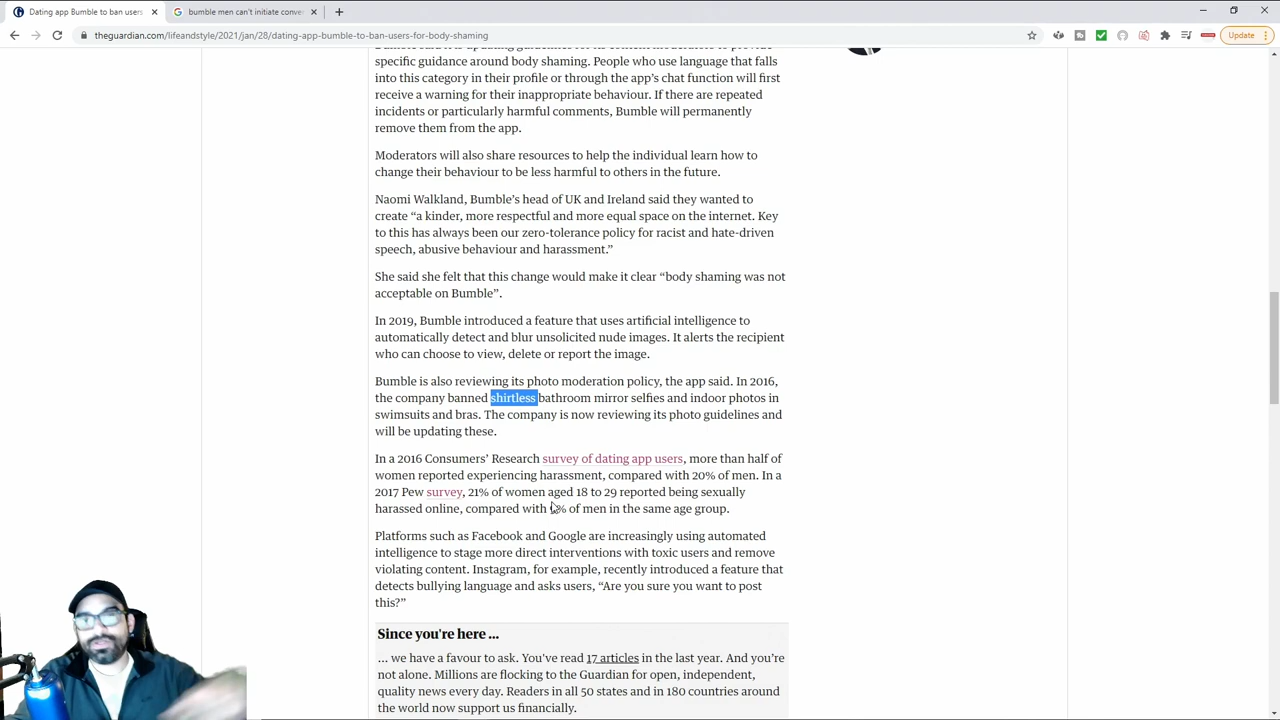 Dating app Bumble to ban users
bumble men can't initiate conve
theguardian.com/lifeandstyle/2021/jan/28/dating-app-bumble-to-ban-users-for-body-shaming
Update
specific guidance around body shaming. People who use language that falls
into this category in their profile or through the app's chat function will first
receive a warning for their inappropriate behaviour. If there are repeated
incidents or particularly harmful comments, Bumble will permanently
remove them from the app.
Moderators will also share resources to help the individual learn how to
change their behaviour to be less harmful to others in the future.
Naomi Walkland, Bumble's head of UK and Ireland said they wanted to
create “a kinder, more respectful and more equal space on the internet. Key
to this has always been our zero-tolerance policy for racist and hate-driven
speech, abusive behaviour and harassment.”
She said she felt that this change would make it clear “body shaming was not
acceptable on Bumble”.
In 2019, Bumble introduced a feature that uses artificial intelligence to
automatically detect and blur unsolicited nude images. It alerts the recipient
who can choose to view, delete or report the image.
Bumble is also reviewing its photo moderation policy, the app said. In 2016,
the company banned shirtless bathroom mirror selfies and indoor photos in
swimsuits and bras. The company is now reviewing its photo guidelines and
will be updating these.
In a 2016 Consumers' Research survey of dating app users, more than half of
women reported experiencing harassment, compared with 20% of men. In a
2017 Pew survey, 21% of women aged 18 to 29 reported being sexually
harassed online, compared with of men in the same age group.
Platforms such as Facebook and Google are increasingly using automated
intelligence to stage more direct interventions with toxic users and remove
violating content. Instagram, for example, recently introduced a feature that
detects bullying language and asks users, “Are you sure you want to post
this?”
Since you're here ...
... we have a favour to ask. You've read 17 articles in the last year. And you're
not alone. Millions are flocking to the Guardian for open, independent,
quality news every day. Readers in all 50 states and in 180 countries around
the world now support us financially.